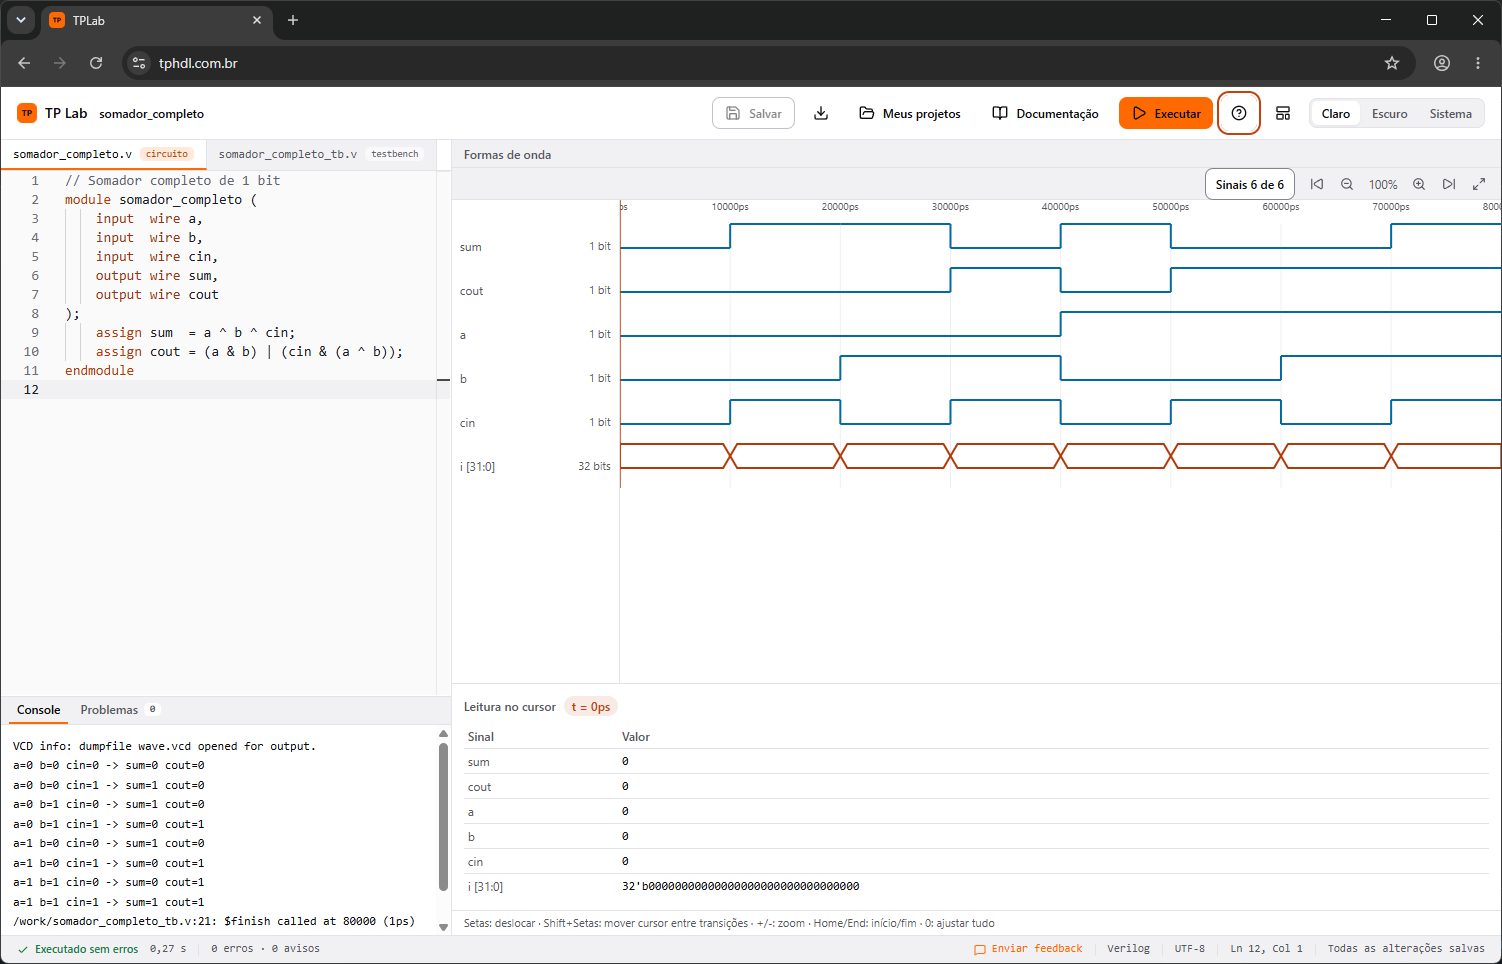 TP TPLab
tphdl.com.br
TP TP Lab somador_completo Salvar Meus projetos Documentação Executar Claro Escuro Sistema
somador_completo.v circuito somador_completo_tb.v testbench
1 // Somador completo de 1 bit
2 module somador_completo (
3 input wire a,
4 input wire b,
5 input wire cin,
6 output wire sum,
7 output wire cout
8 );
9 assign sum = a ^ b ^ cin;
10 assign cout = (a & b) | (cin & (a ^ b));
11 endmodule
12
Formas de onda
Sinais 6 de 6 100%
ps 10000ps 20000ps 30000ps 40000ps 50000ps 60000ps 70000ps 8000
sum 1 bit
cout 1 bit
a 1 bit
b 1 bit
cin 1 bit
i [31:0] 32 bits
Console Problemas 0
VCD info: dumpfile wave.vcd opened for output.
a=0 b=0 cin=0 -> sum=0 cout=0
a=0 b=0 cin=1 -> sum=1 cout=0
a=0 b=1 cin=0 -> sum=1 cout=0
a=0 b=1 cin=1 -> sum=0 cout=1
a=1 b=0 cin=0 -> sum=1 cout=0
a=1 b=0 cin=1 -> sum=0 cout=1
a=1 b=1 cin=0 -> sum=0 cout=1
a=1 b=1 cin=1 -> sum=1 cout=1
/work/somador_completo_tb.v:21: $finish called at 80000 (1ps)
Leitura no cursor t = 0ps
Sinal Valor
sum 0
cout 0
a 0
b 0
cin 0
i [31:0] 32'b00000000000000000000000000000000
Setas: deslocar · Shift+Setas: mover cursor entre transições · +/-: zoom · Home/End: início/fim · 0: ajustar tudo
Executado sem erros 0,27 s 0 erros · 0 avisos Enviar feedback Verilog UTF-8 Ln 12, Col 1 Todas as alterações salvas